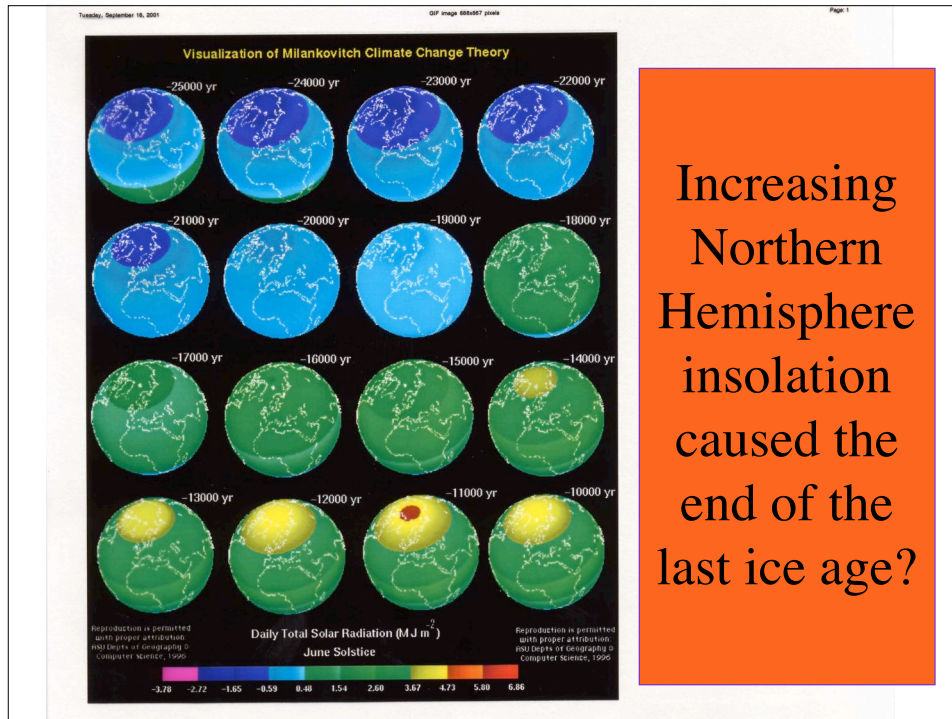 Tuesday, September 18, 2001
GIF image 688x867 pixels
Page: 1
Visualization of Milankovitch Climate Change Theory
-25000 yr
-24000 yr
-23000 yr
-22000 yr
-21000 yr
-20000 yr
-19000 yr
-18000 yr
-17000 yr
-16000 yr
-15000 yr
-14000 yr
-13000 yr
-12000 yr
-11000 yr
-10000 yr
Reproduction is permitted
with proper attribution:
ASU Depts of Geography &
Computer Science, 1996
Daily Total Solar Radiation (MJ m⁻²)
June Solstice
Reproduction is permitted
with proper attribution:
ASU Depts of Geography &
Computer Science, 1996
-3.78 -2.72 -1.65 -0.59 0.48 1.54 2.60 3.67 4.73 5.80 6.86
Increasing
Northern
Hemisphere
insolation
caused the
end of the
last ice age?